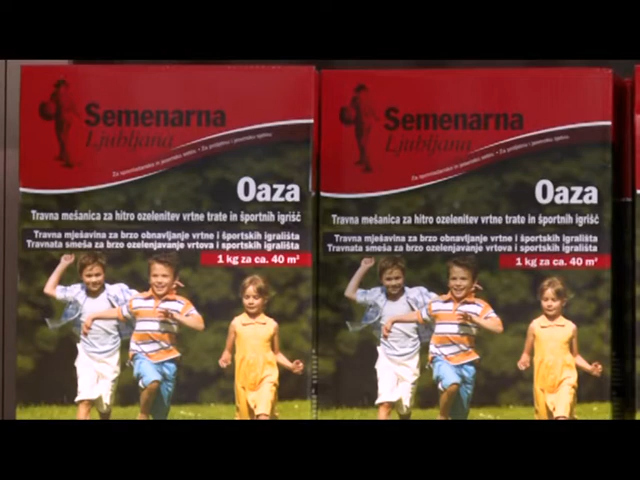 Semenarna
Ljubljana
Oaza
Travna mešanica za hitro ozelenitev vrtne trate in športnih igrišč
Travna mješavina za brzo obnavljanje vrtne i športskih igrališta
Travnata smeša za brzo ozelenjavanje vrtova i sportskih igrališta
1 kg za ca. 40 m²
Semenarna
Ljubljana
Oaza
Travna mešanica za hitro ozelenitev vrtne trate in športnih igrišč
Travna mješavina za brzo obnavljanje vrtne i športskih igrališta
Travnata smeša za brzo ozelenjavanje vrtova i sportskih igrališta
1 kg za ca. 40 m²